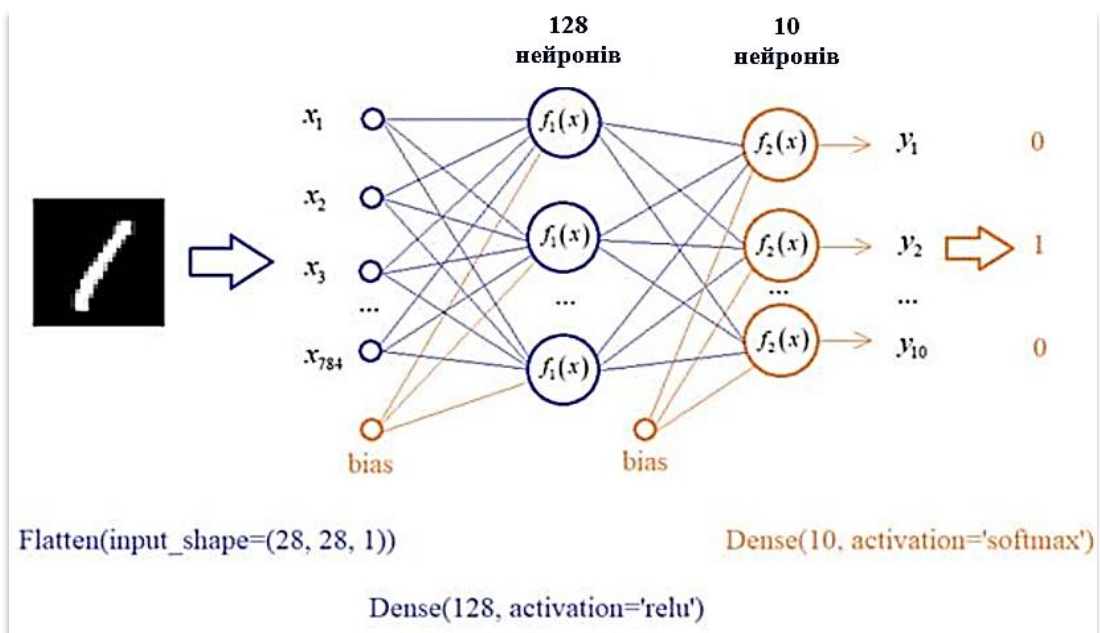 128
нейронів
10
нейронів
x₁
x₂
x₃
...
x₇₈₄
bias
f₁(x)
f₁(x)
...
f₁(x)
bias
f₂(x)
f₂(x)
...
f₂(x)
y₁
y₂
...
y₁₀
0
1
0
Flatten(input_shape=(28, 28, 1))
Dense(10, activation='softmax')
Dense(128, activation='relu')